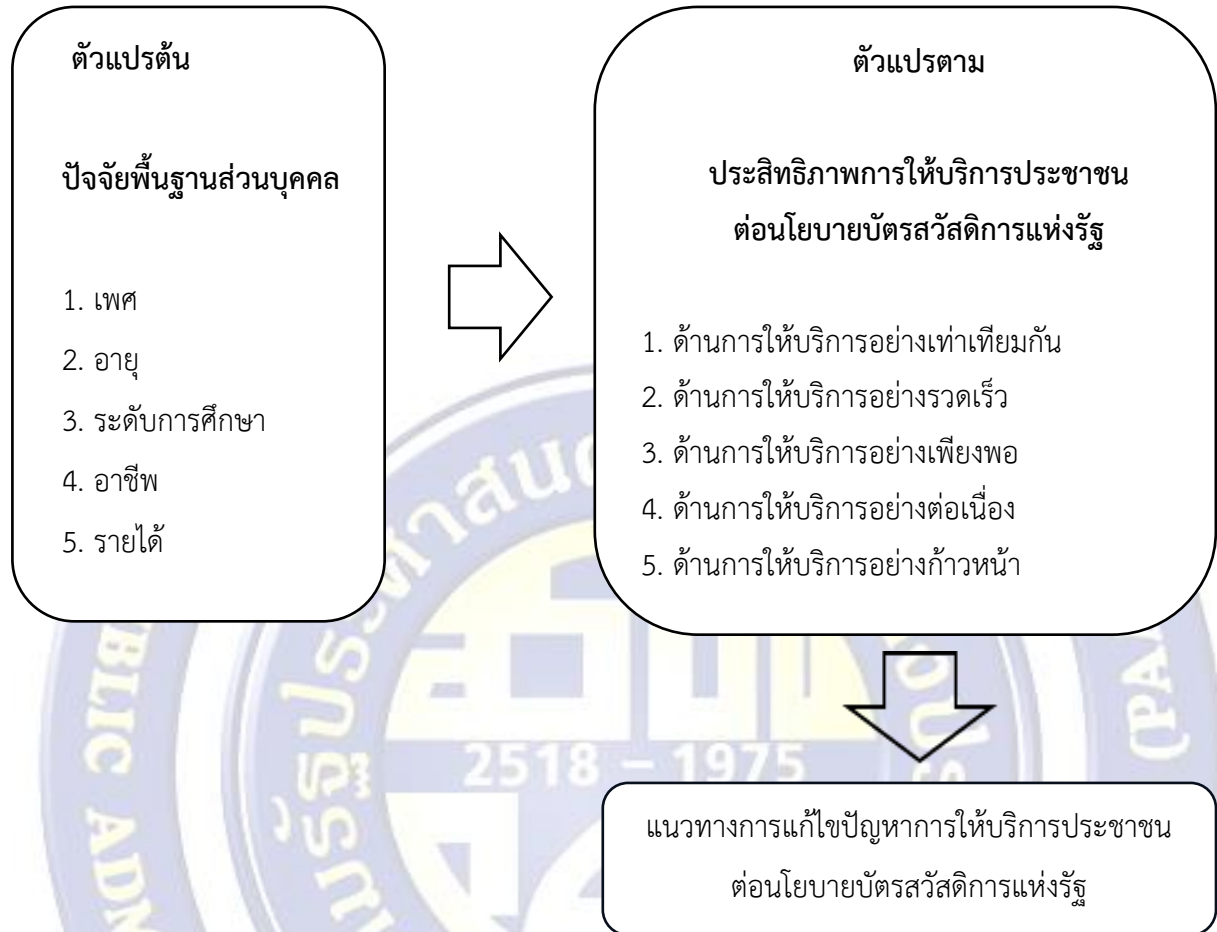 ตัวแปรต้น
ปัจจัยพื้นฐานส่วนบุคคล
1. เพศ
2. อายุ
3. ระดับการศึกษา
4. อาชีพ
5. รายได้
ตัวแปรตาม
ประสิทธิภาพการให้บริการประชาชน
ต่อนโยบายบัตรสวัสดิการแห่งรัฐ
1. ด้านการให้บริการอย่างเท่าเทียมกัน
2. ด้านการให้บริการอย่างรวดเร็ว
3. ด้านการให้บริการอย่างเพียงพอ
4. ด้านการให้บริการอย่างต่อเนื่อง
5. ด้านการให้บริการอย่างก้าวหน้า
แนวทางการแก้ไขปัญหาการให้บริการประชาชน
ต่อนโยบายบัตรสวัสดิการแห่งรัฐ
2518 – 1975